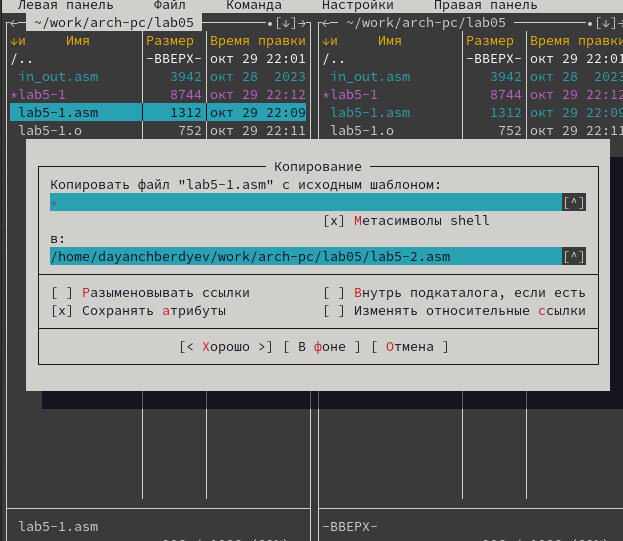 Левая панель Файл Команда Настройки Правая панель
~/work/arch-pc/lab05 •[↓] ~/work/arch-pc/lab05 •[↓]
↓и Имя Размер Время правки ↓и Имя Размер Время правки
/.. -ВВЕРХ- окт 29 22:01 /.. -ВВЕРХ- окт 29 22:01
in_out.asm 3942 окт 28 2023 in_out.asm 3942 окт 28 2023
*lab5-1 8744 окт 29 22:12 *lab5-1 8744 окт 29 22:12
lab5-1.asm 1312 окт 29 22:09 lab5-1.asm 1312 окт 29 22:09
lab5-1.o 752 окт 29 22:11 lab5-1.o 752 окт 29 22:11
Копирование
Копировать файл "lab5-1.asm" с исходным шаблоном:
* [^]
[x] Метасимволы shell
в:
/home/dayanchberdyev/work/arch-pc/lab05/lab5-2.asm [^]
[ ] Разыменовывать ссылки [ ] Внутрь подкаталога, если есть
[x] Сохранять атрибуты [ ] Изменять относительные ссылки
[< Хорошо >] [ В фоне ] [ Отмена ]
lab5-1.asm -ВВЕРХ-